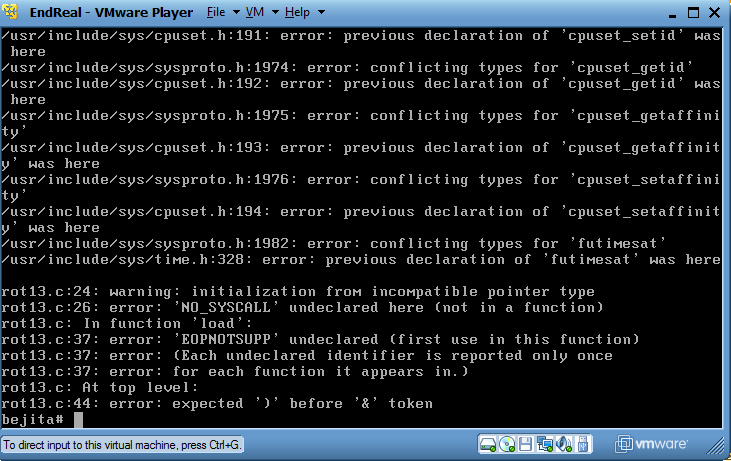 EndReal - VMware Player File VM Help
/usr/include/sys/cpuset.h:191: error: previous declaration of 'cpuset_setid' was
 here
/usr/include/sys/sysproto.h:1974: error: conflicting types for 'cpuset_getid'
/usr/include/sys/cpuset.h:192: error: previous declaration of 'cpuset_getid' was
 here
/usr/include/sys/sysproto.h:1975: error: conflicting types for 'cpuset_getaffini
ty'
/usr/include/sys/cpuset.h:193: error: previous declaration of 'cpuset_getaffinit
y' was here
/usr/include/sys/sysproto.h:1976: error: conflicting types for 'cpuset_setaffini
ty'
/usr/include/sys/cpuset.h:194: error: previous declaration of 'cpuset_setaffinit
y' was here
/usr/include/sys/sysproto.h:1982: error: conflicting types for 'futimesat'
/usr/include/sys/time.h:328: error: previous declaration of 'futimesat' was here
rot13.c:24: warning: initialization from incompatible pointer type
rot13.c:26: error: 'NO_SYSCALL' undeclared here (not in a function)
rot13.c: In function 'load':
rot13.c:37: error: 'EOPNOTSUPP' undeclared (first use in this function)
rot13.c:37: error: (Each undeclared identifier is reported only once
rot13.c:37: error: for each function it appears in.)
rot13.c: At top level:
rot13.c:44: error: expected ')' before '&' token
bejita#
To direct input to this virtual machine, press Ctrl+G.
vmware